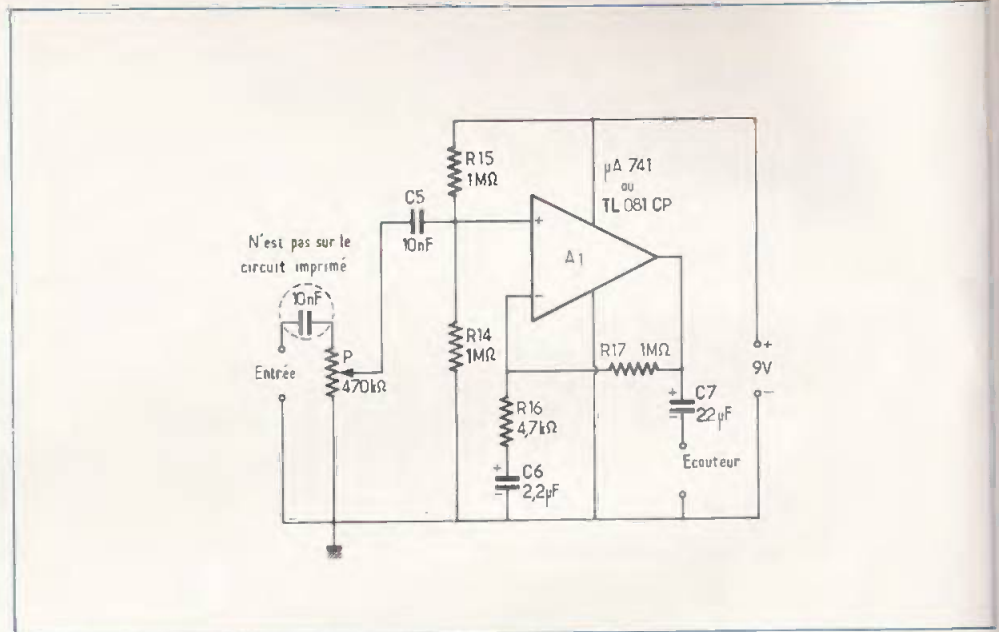 R15
1MΩ
µA 741
ou
TL 081 CP
C5
10nF
+
A1
−
N'est pas sur le
circuit imprimé
10nF
P
470kΩ
Entrée
R14
1MΩ
R17 1MΩ
+
9V
−
R16
4,7kΩ
+
C7
−
22µF
Ecouteur
+
C6
−
2,2µF